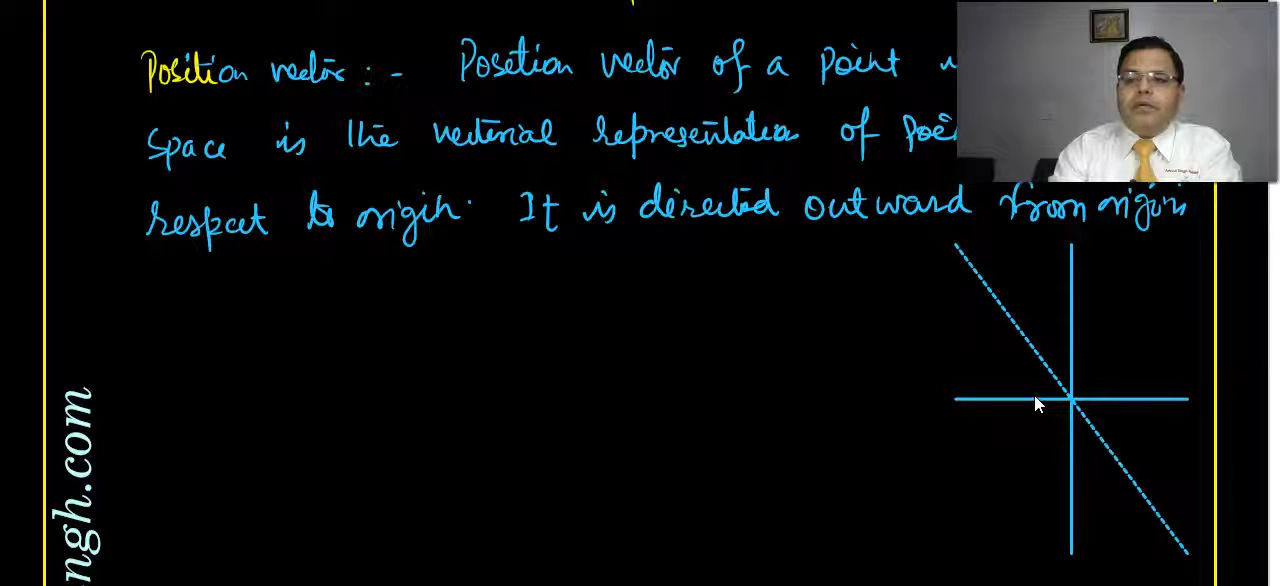 Position vector : - Position vector of a point
space is the vectorial representation of
respect to origin. It is directed outward from origin
ngh.com